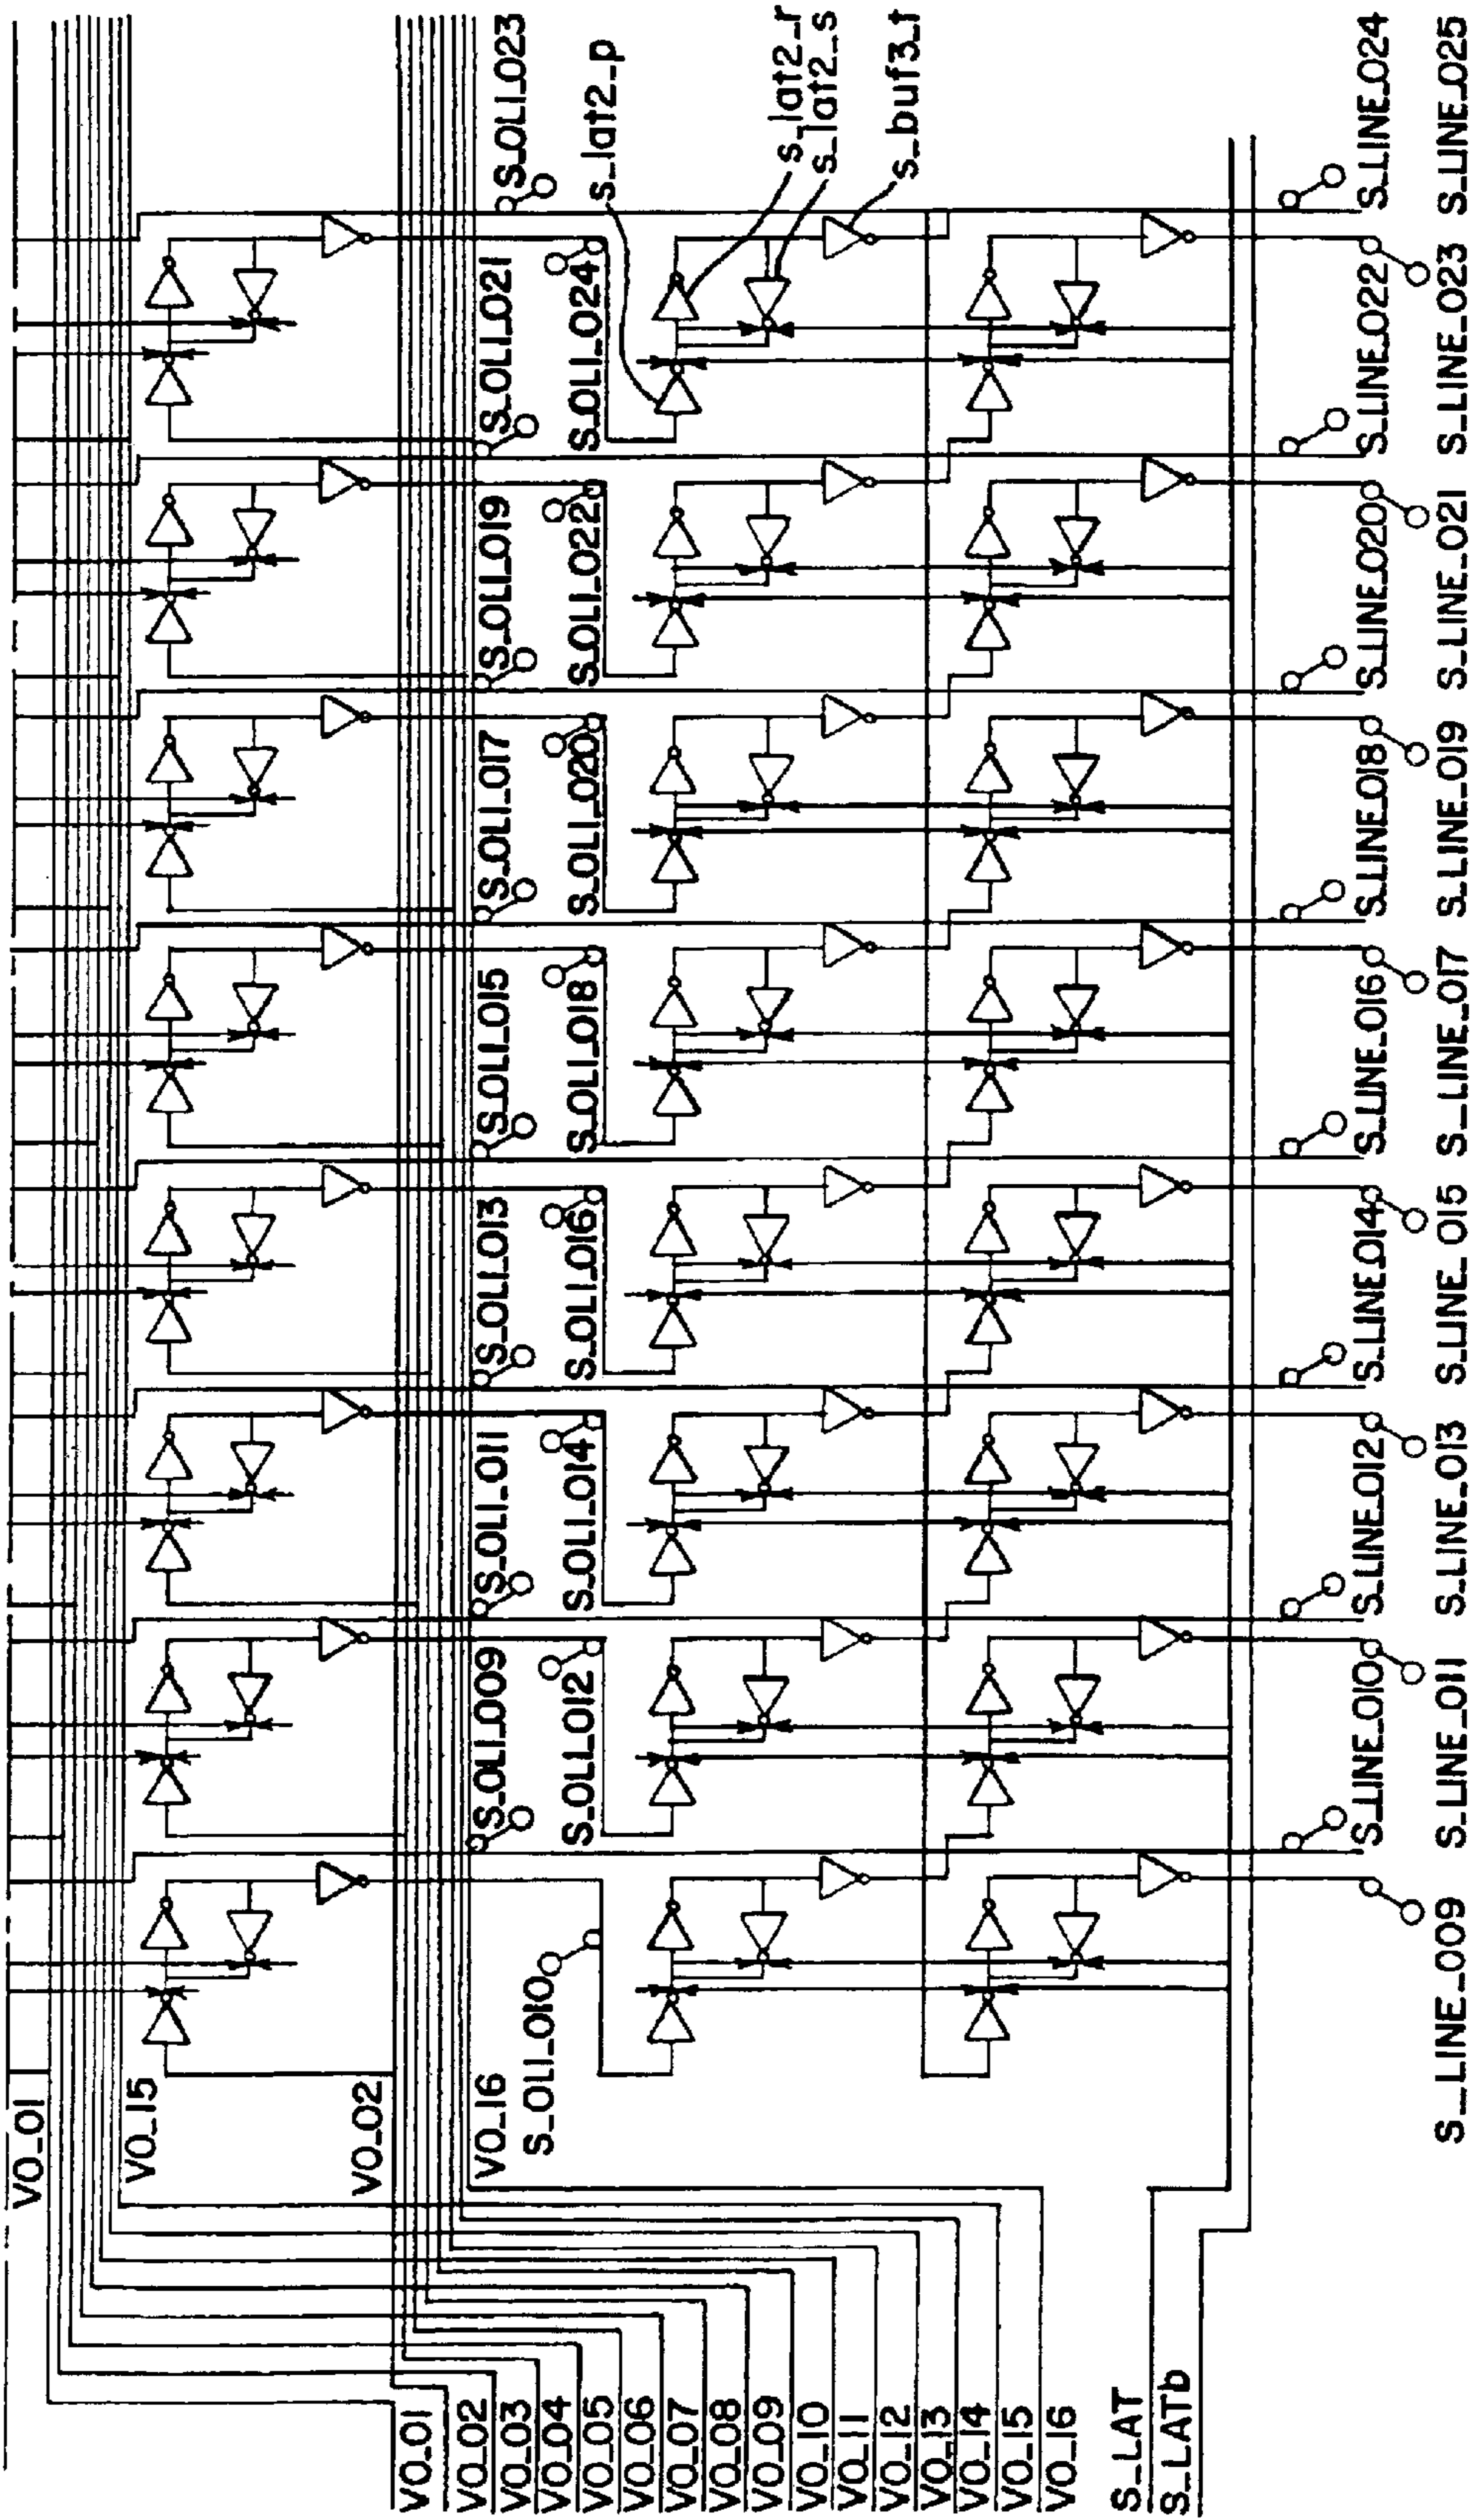 S_OLI_023
s_lat2_p
s_lat2_r
s_lat2_s
s_buf3_t
S_LINE_024
S_LINE_025
S_OLI_021
S_OLI_024
S_LINE_022
S_LINE_023
S_OLI_019
S_OLI_022
S_LINE_020
S_LINE_021
S_OLI_017
S_OLI_020
S_LINE_018
S_LINE_019
S_OLI_015
S_OLI_018
S_LINE_016
S_LINE_017
S_OLI_013
S_OLI_016
S_LINE_014
S_LINE_015
S_OLI_011
S_OLI_014
S_LINE_012
S_LINE_013
S_OLI_009
S_OLI_012
S_LINE_010
S_LINE_011
VO_01
VO_15
VO_02
VO_16
S_OLI_010
S_LINE_009
VO_01
VO_02
VO_03
VO_04
VO_05
VO_06
VO_07
VO_08
VO_09
VO_10
VO_11
VO_12
VO_13
VO_14
VO_15
VO_16
S_LAT
S_LATb